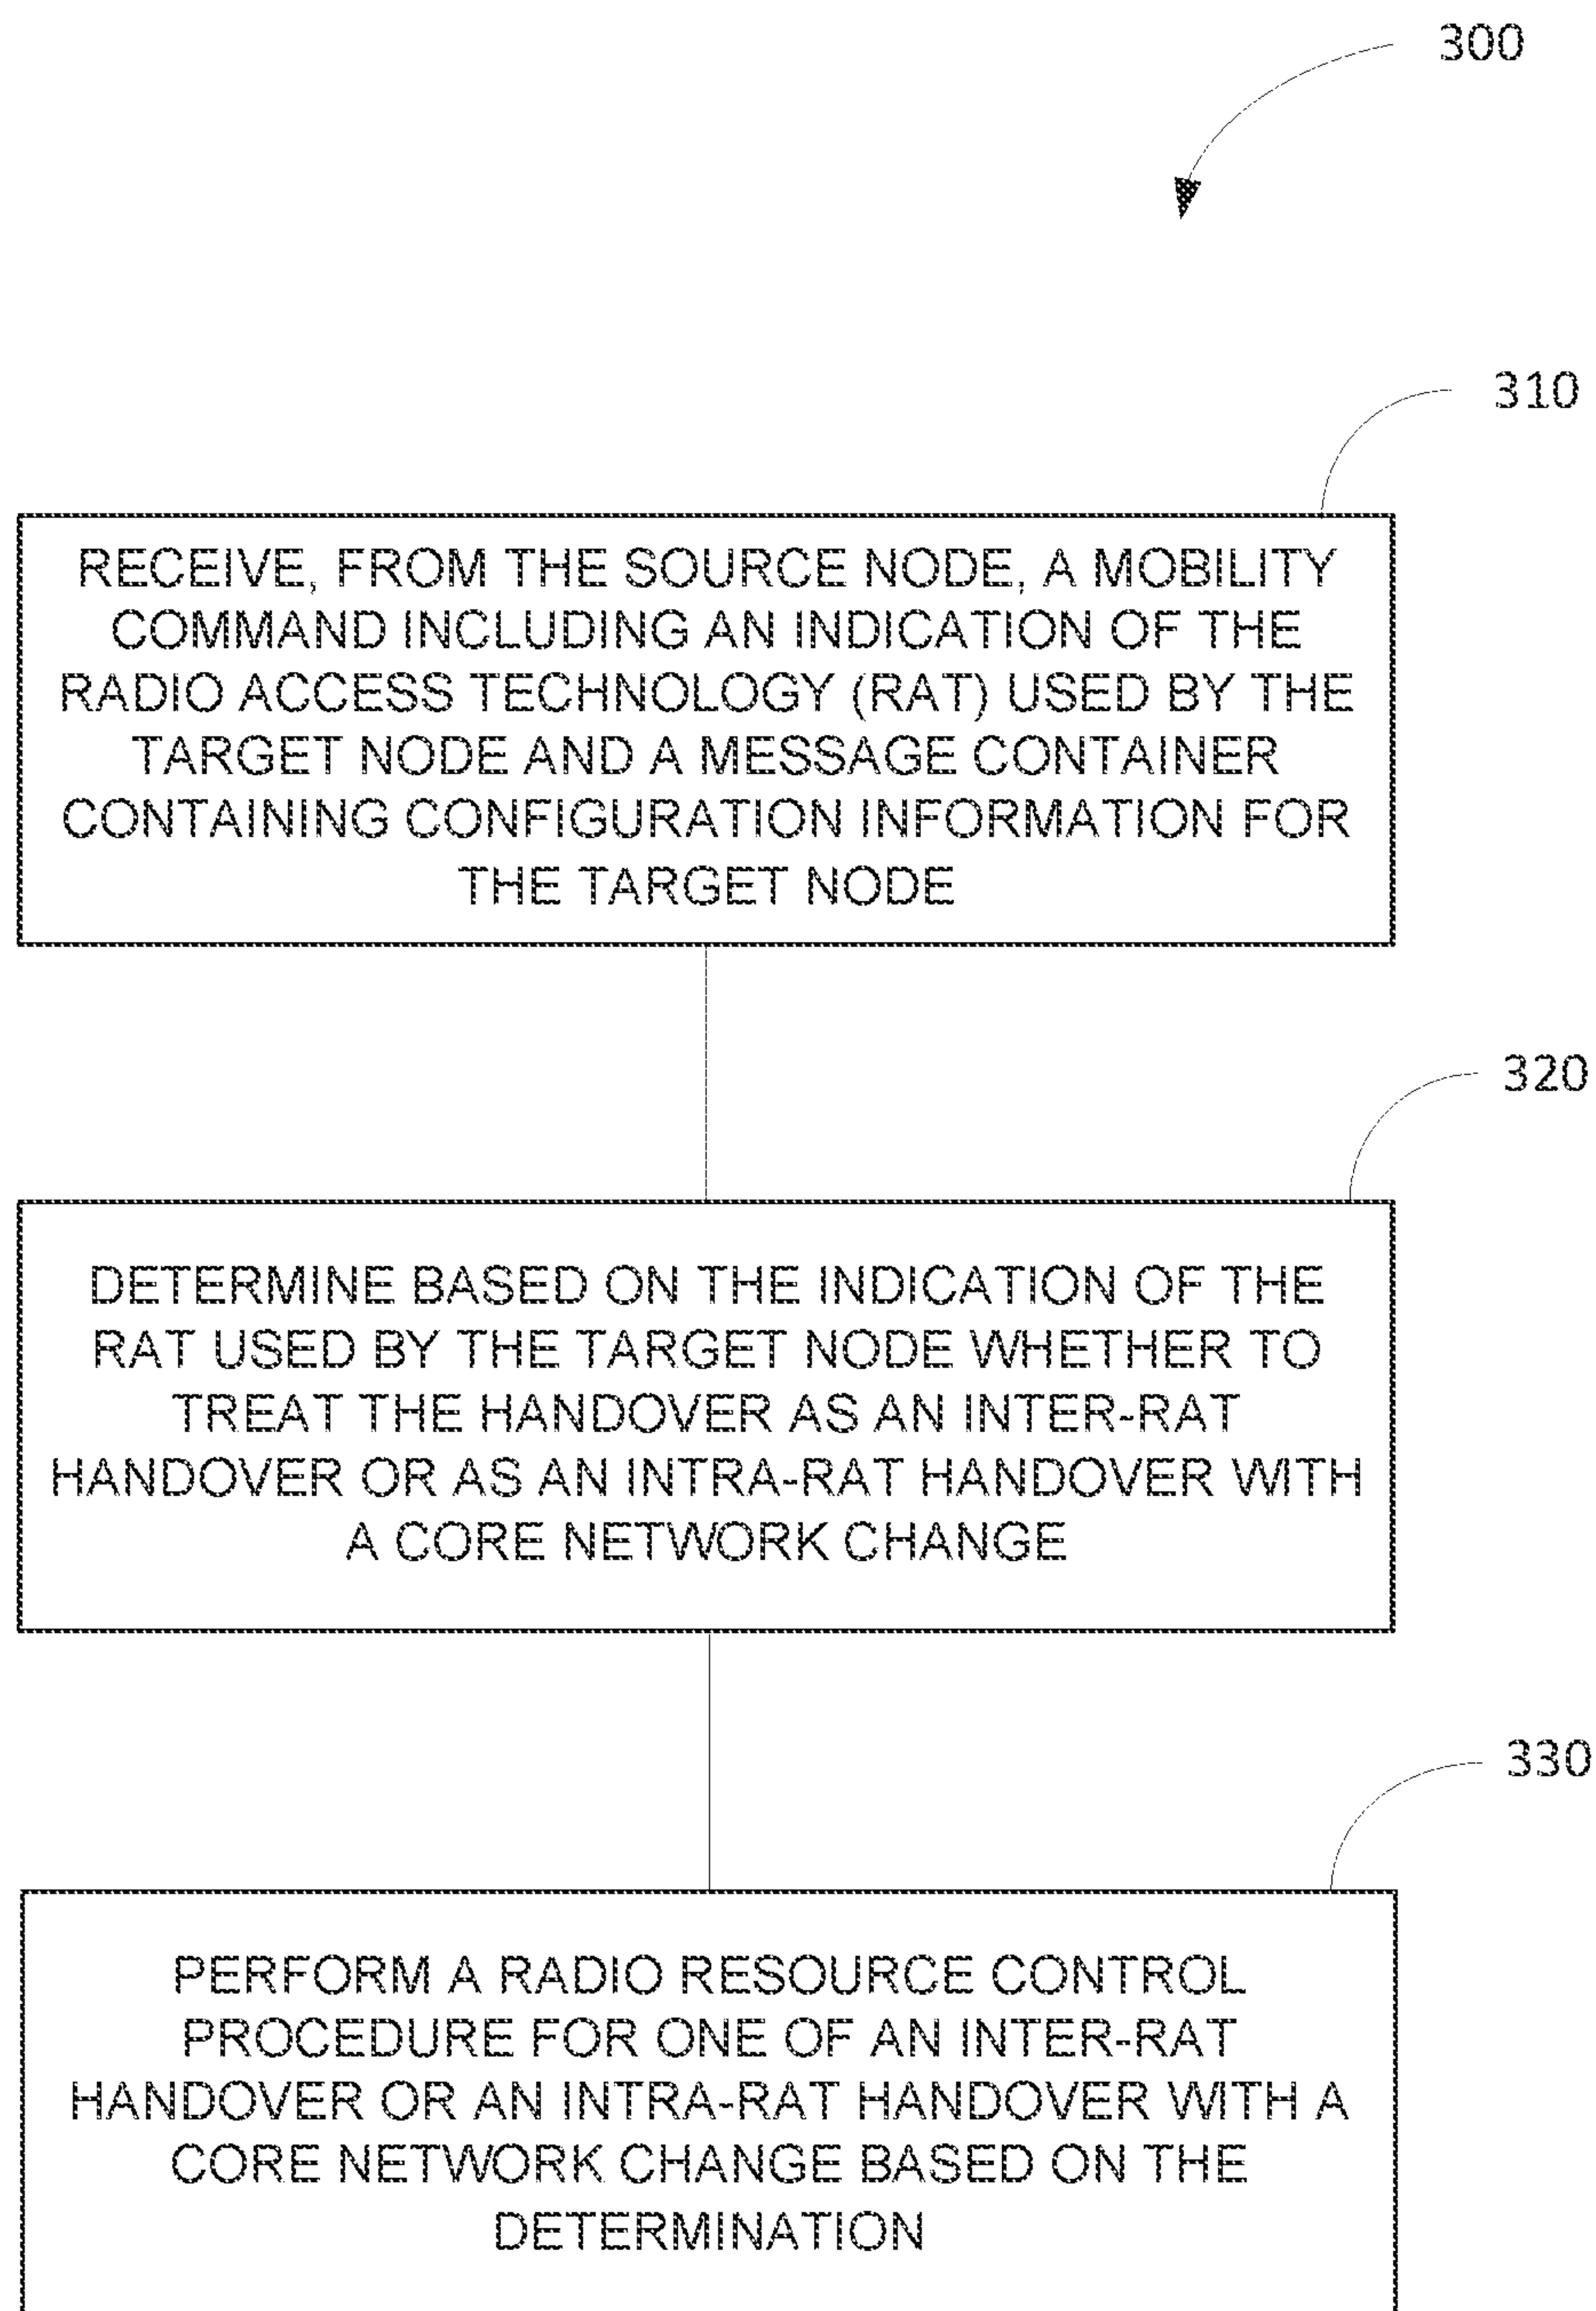 300
310
RECEIVE, FROM THE SOURCE NODE, A MOBILITY
COMMAND INCLUDING AN INDICATION OF THE
RADIO ACCESS TECHNOLOGY (RAT) USED BY THE
TARGET NODE AND A MESSAGE CONTAINER
CONTAINING CONFIGURATION INFORMATION FOR
THE TARGET NODE
320
DETERMINE BASED ON THE INDICATION OF THE
RAT USED BY THE TARGET NODE WHETHER TO
TREAT THE HANDOVER AS AN INTER-RAT
HANDOVER OR AS AN INTRA-RAT HANDOVER WITH
A CORE NETWORK CHANGE
330
PERFORM A RADIO RESOURCE CONTROL
PROCEDURE FOR ONE OF AN INTER-RAT
HANDOVER OR AN INTRA-RAT HANDOVER WITH A
CORE NETWORK CHANGE BASED ON THE
DETERMINATION